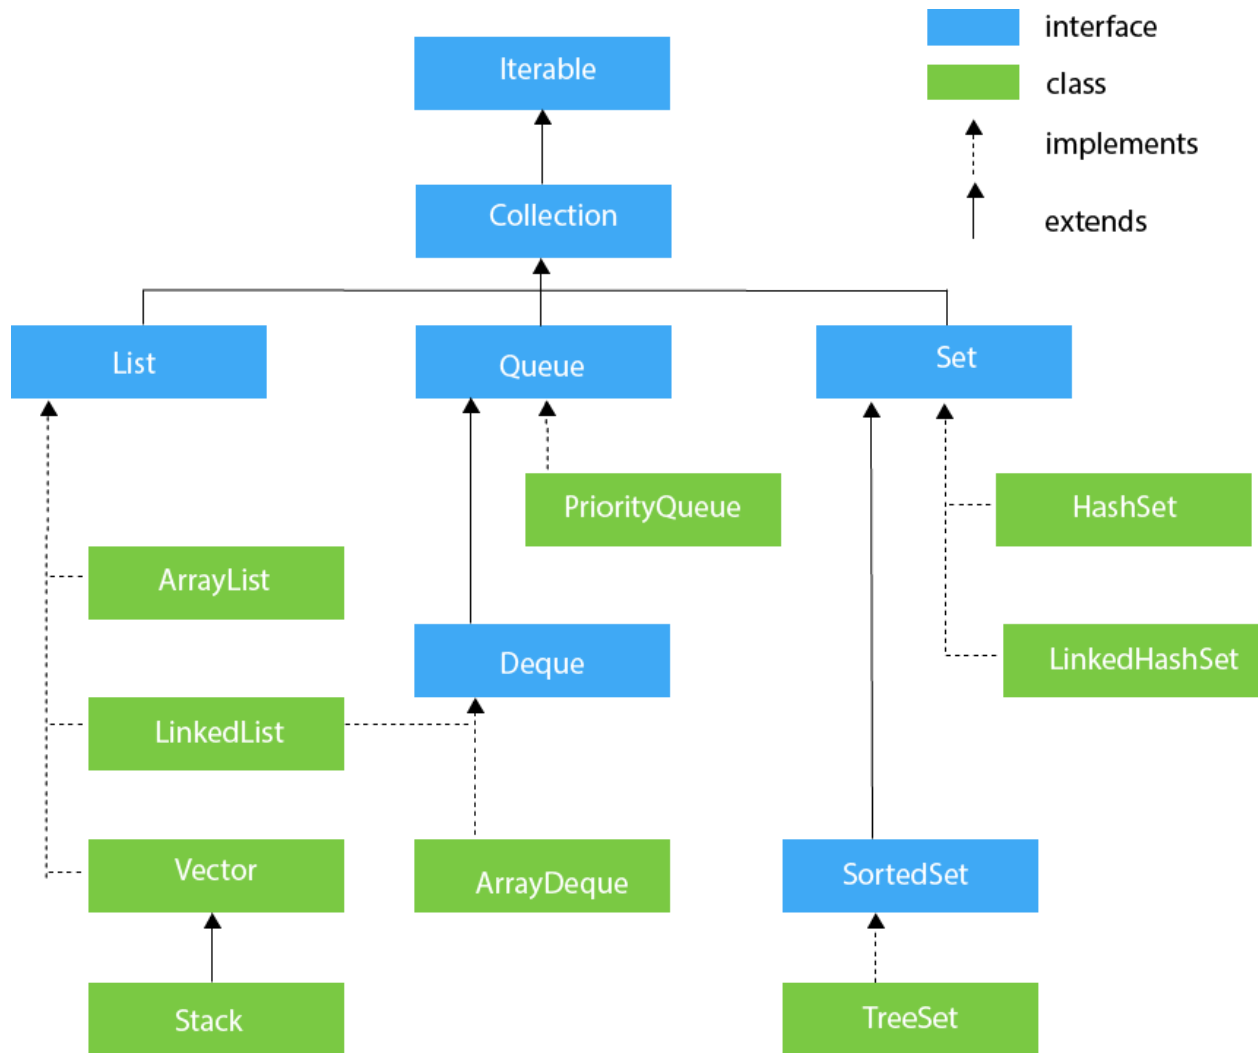 interface
Iterable
class
implements
Collection
extends
List
Queue
Set
PriorityQueue
HashSet
ArrayList
Deque
LinkedHashSet
LinkedList
Vector
ArrayDeque
SortedSet
Stack
TreeSet